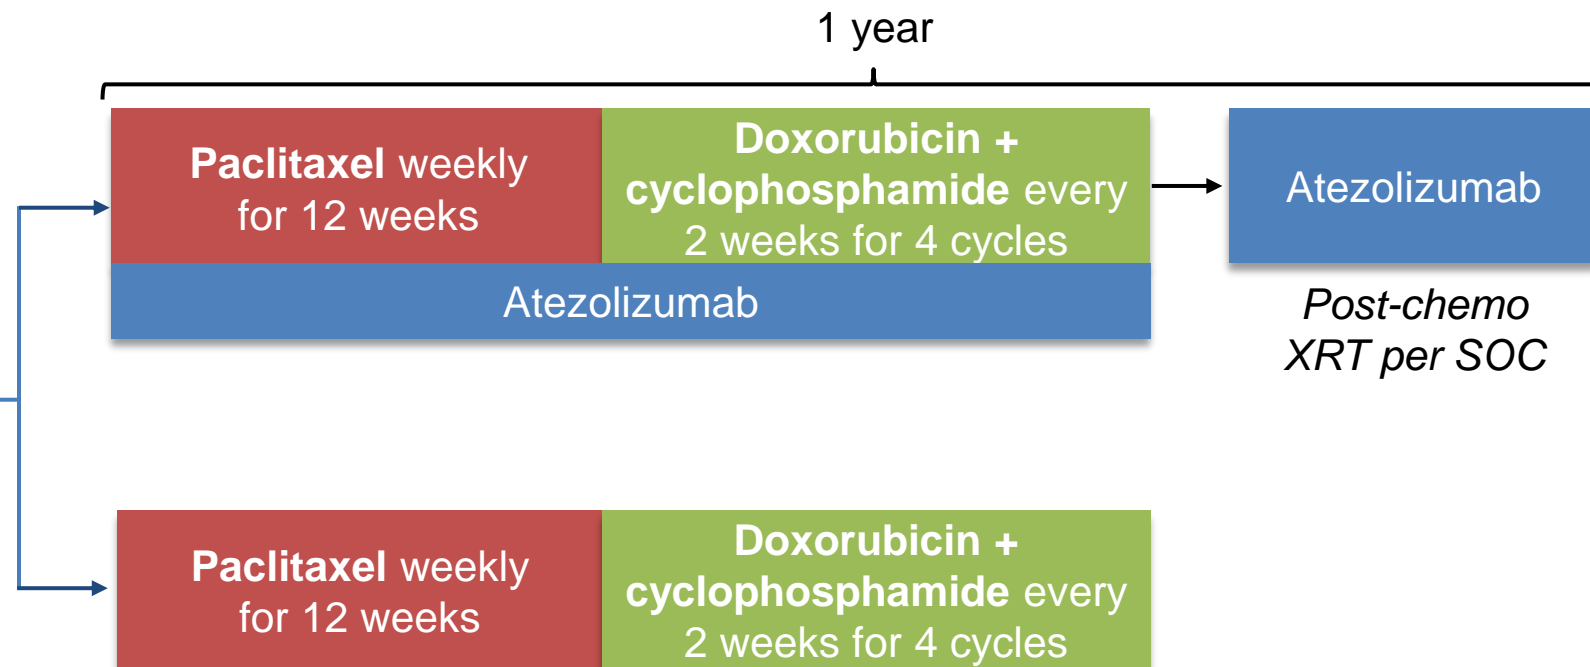 1 year
Paclitaxel weekly
for 12 weeks
Doxorubicin +
cyclophosphamide every
2 weeks for 4 cycles
Atezolizumab
Atezolizumab
Post-chemo
XRT per SOC
Paclitaxel weekly
for 12 weeks
Doxorubicin +
cyclophosphamide every
2 weeks for 4 cycles